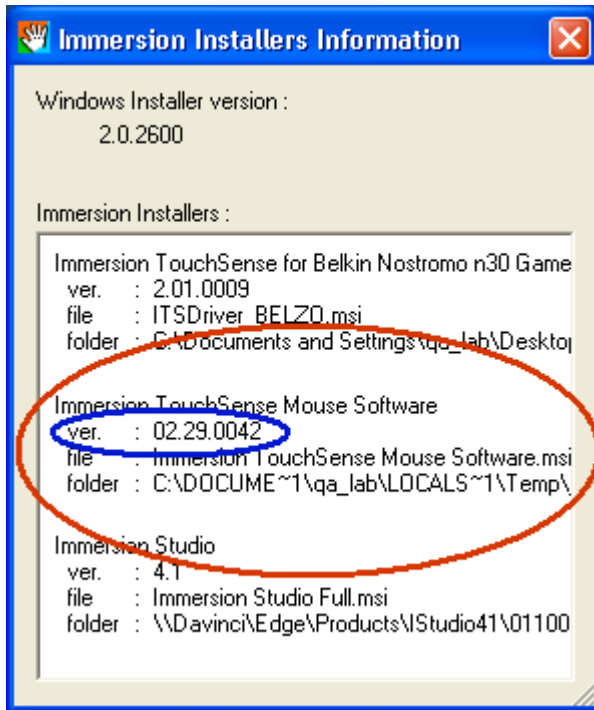 Immersion Installers Information
Windows Installer version :
2.0.2600
Immersion Installers :
Immersion TouchSense for Belkin Nostromo n30 Game
ver. : 2.01.0009
file : ITSDriver_BELZO.msi
folder : C:\Documents and Settings\qa_lab\Desktop
Immersion TouchSense Mouse Software
ver. : 02.29.0042
file : Immersion TouchSense Mouse Software.msi
folder : C:\DOCUME~1\qa_lab\LOCALS~1\Temp\
Immersion Studio
ver. : 4.1
file : Immersion Studio Full.msi
folder : \\Davinci\Edge\Products\IStudio41\01100